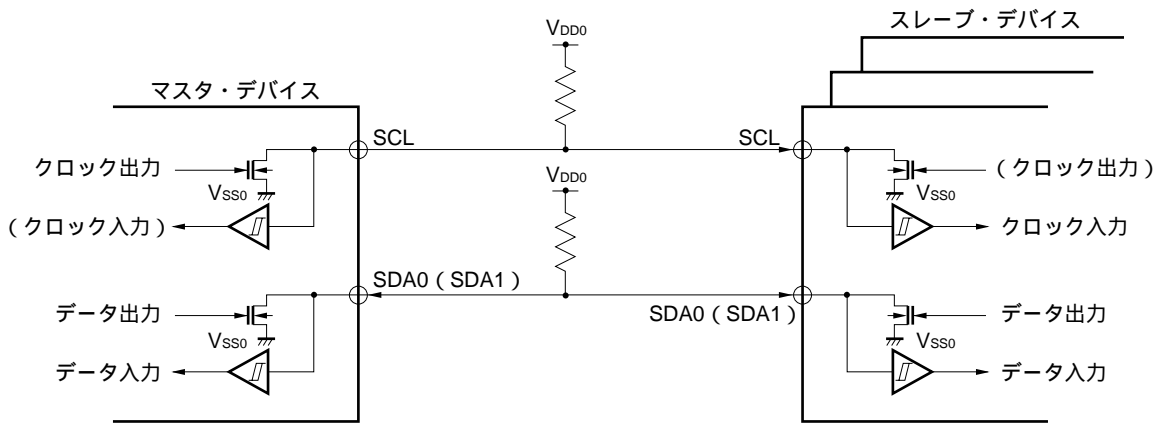 スレーブ・デバイス
VDD0
マスタ・デバイス
SCL
SCL
クロック出力
(クロック出力)
VSS0
VDD0
VSS0
(クロック入力)
クロック入力
SDA0(SDA1)
SDA0(SDA1)
データ出力
データ出力
VSS0
VSS0
データ入力
データ入力